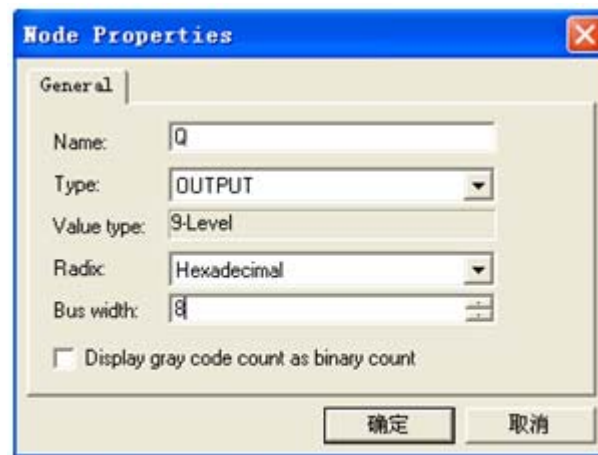 Node Properties
General
Name: Q
Type: OUTPUT
Value type: 9-Level
Radix: Hexadecimal
Bus width: 8
Display gray code count as binary count
确定 取消